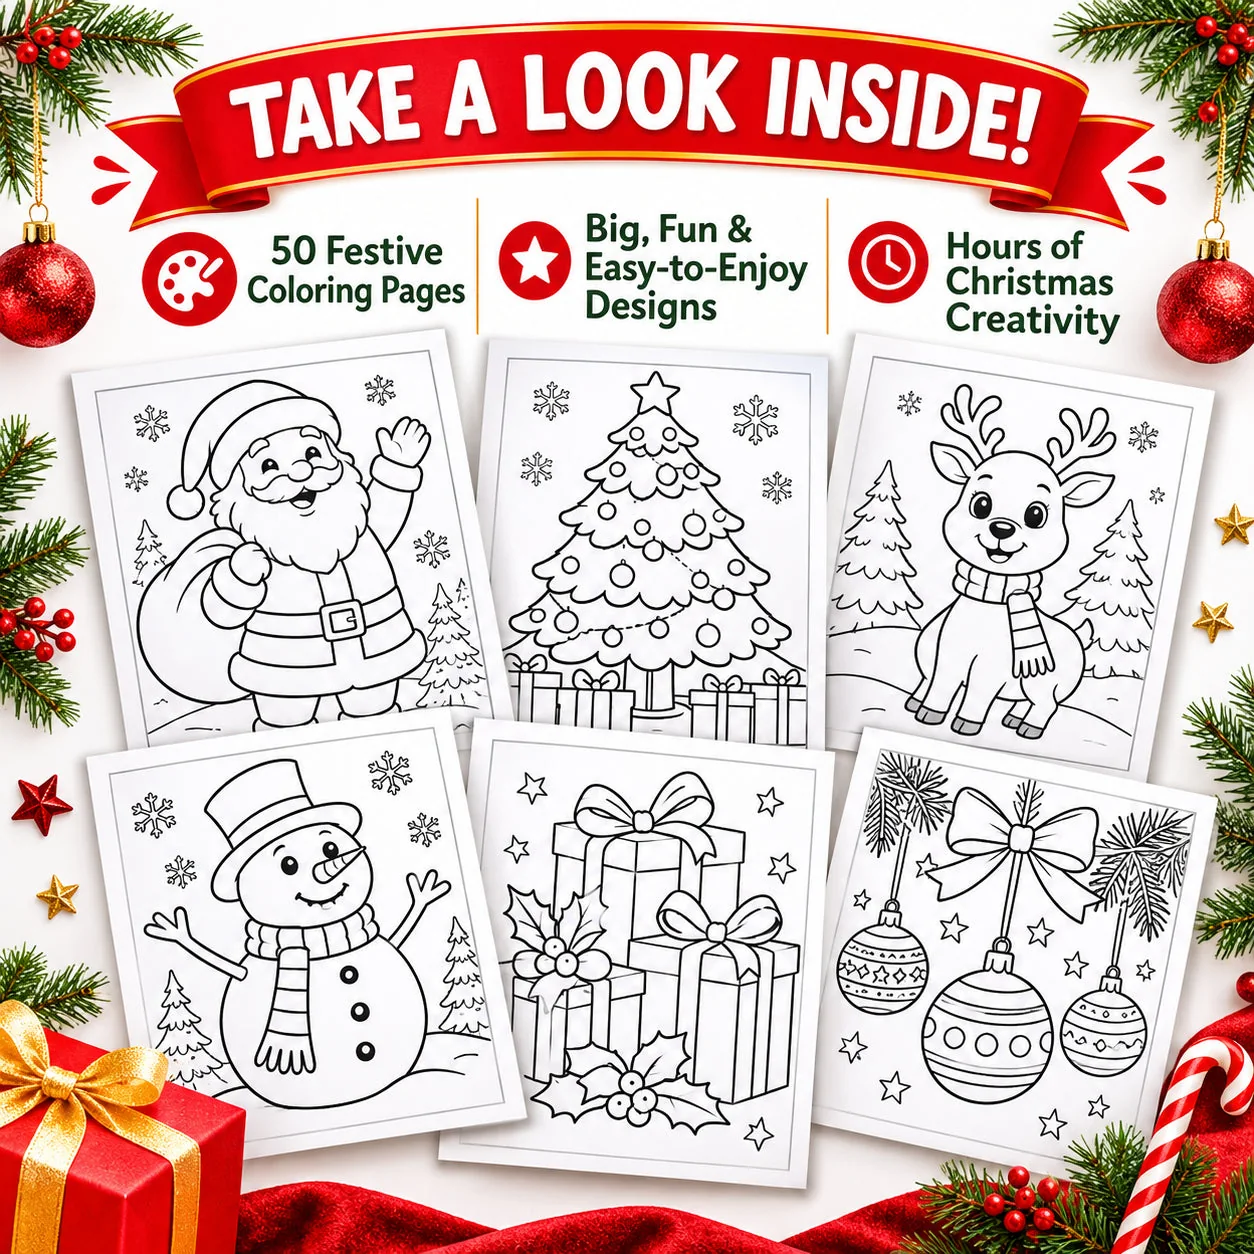 TAKE A LOOK INSIDE!
50 Festive
Coloring Pages
Big, Fun &
Easy-to-Enjoy
Designs
Hours of
Christmas
Creativity